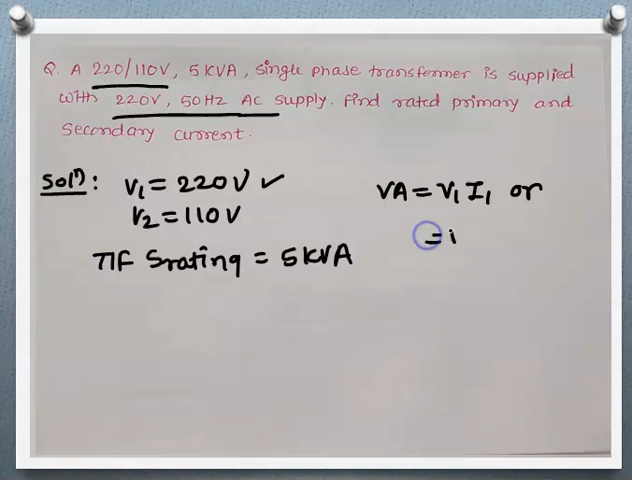 Q. A 220/110V, 5KVA, single phase transformer is supplied
with 220V, 50HZ AC supply. Find rated primary and
secondary current.
Soln: V1 = 220V ✓
V2 = 110V
T/F Srating = 5KVA
VA = V1 I1 or
=